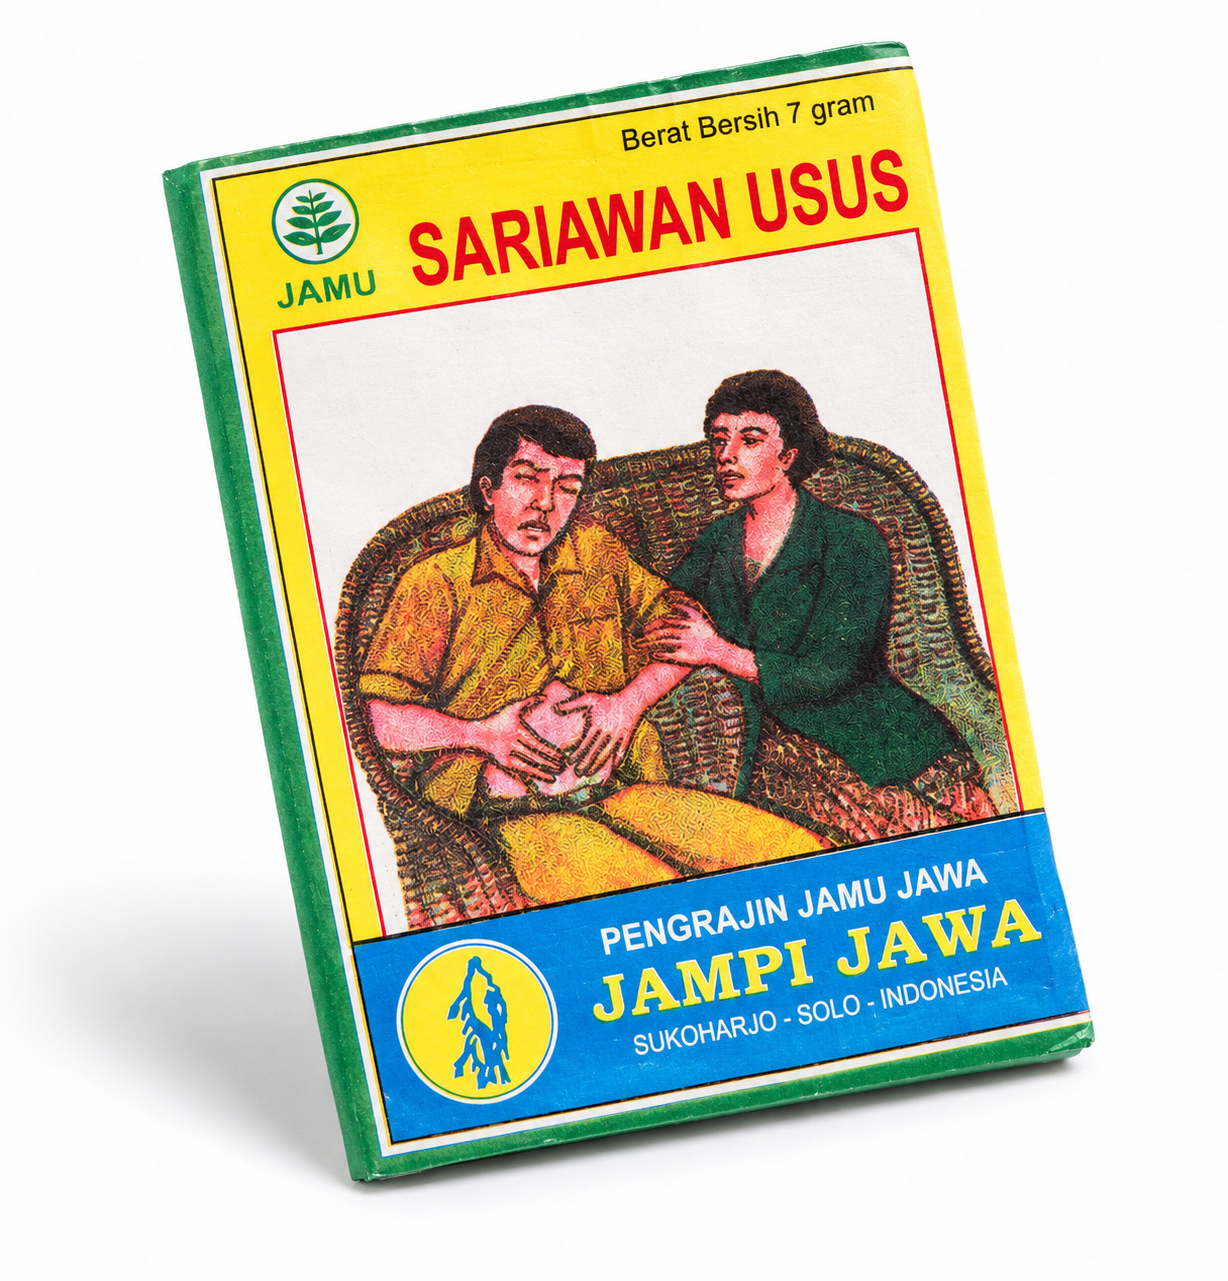 Berat Bersih 7 gram
SARIAWAN USUS
JAMU
PENGRAJIN JAMU JAWA
JAMPI JAWA
SUKOHARJO - SOLO - INDONESIA